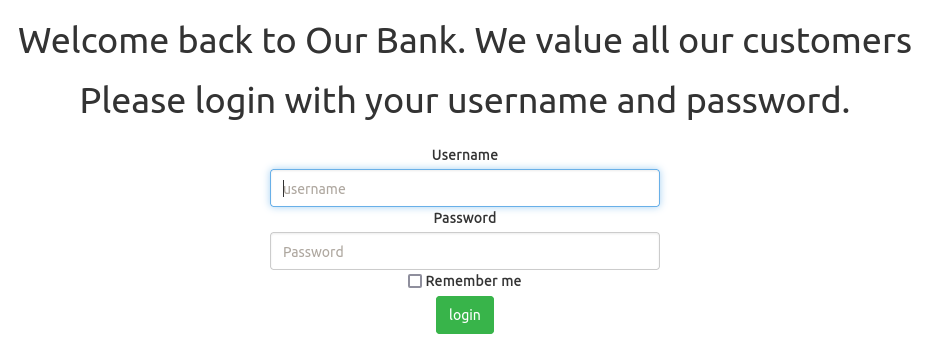 Welcome back to Our Bank. We value all our customers
Please login with your username and password.
Username
username
Password
Password
Remember me
login